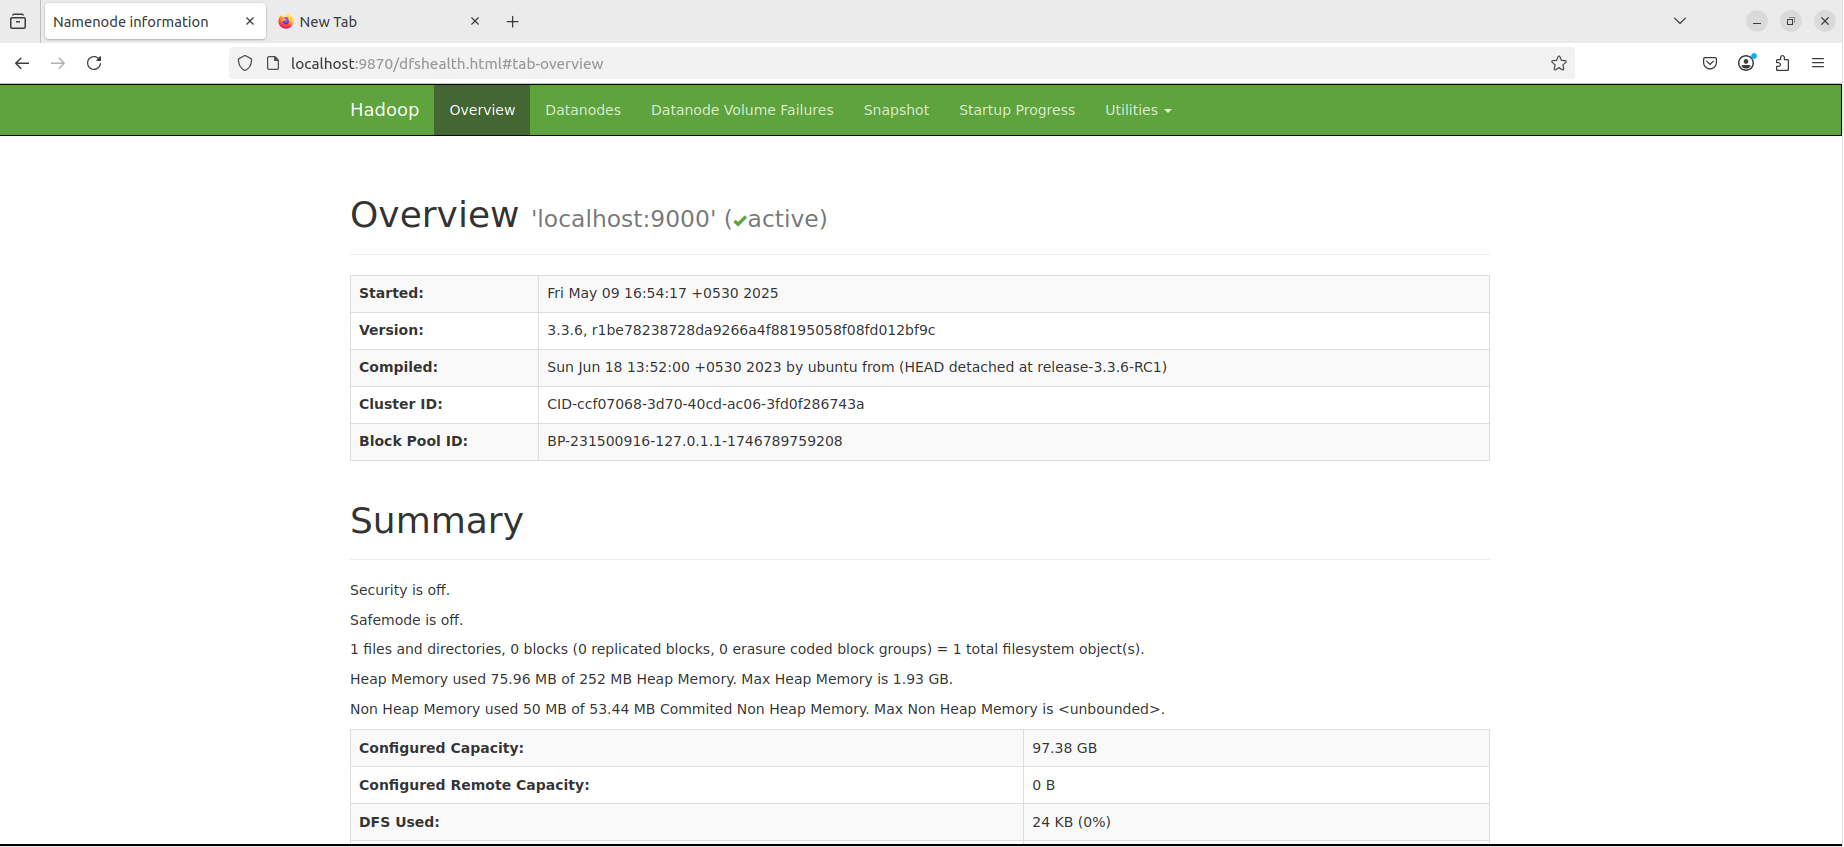 Namenode information
New Tab
localhost:9870/dfshealth.html#tab-overview
Hadoop Overview Datanodes Datanode Volume Failures Snapshot Startup Progress Utilities
Overview 'localhost:9000' (✔active)
Started: Fri May 09 16:54:17 +0530 2025
Version: 3.3.6, r1be78238728da9266a4f88195058f08fd012bf9c
Compiled: Sun Jun 18 13:52:00 +0530 2023 by ubuntu from (HEAD detached at release-3.3.6-RC1)
Cluster ID: CID-ccf07068-3d70-40cd-ac06-3fd0f286743a
Block Pool ID: BP-231500916-127.0.1.1-1746789759208
Summary
Security is off.
Safemode is off.
1 files and directories, 0 blocks (0 replicated blocks, 0 erasure coded block groups) = 1 total filesystem object(s).
Heap Memory used 75.96 MB of 252 MB Heap Memory. Max Heap Memory is 1.93 GB.
Non Heap Memory used 50 MB of 53.44 MB Commited Non Heap Memory. Max Non Heap Memory is <unbounded>.
Configured Capacity: 97.38 GB
Configured Remote Capacity: 0 B
DFS Used: 24 KB (0%)